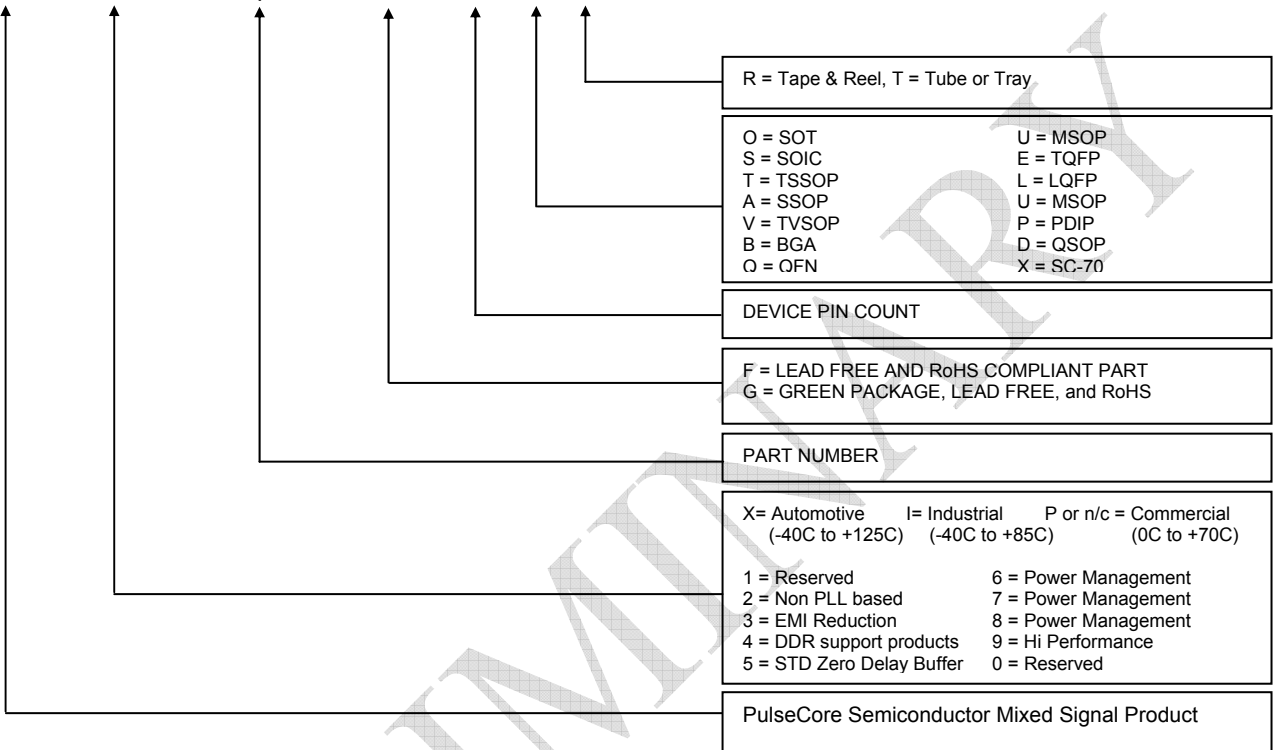 R = Tape & Reel, T = Tube or Tray
O = SOT U = MSOP
S = SOIC E = TQFP
T = TSSOP L = LQFP
A = SSOP U = MSOP
V = TVSOP P = PDIP
B = BGA D = QSOP
Q = QFN X = SC-70
DEVICE PIN COUNT
F = LEAD FREE AND RoHS COMPLIANT PART
G = GREEN PACKAGE, LEAD FREE, and RoHS
PART NUMBER
X= Automotive I= Industrial P or n/c = Commercial
(-40C to +125C) (-40C to +85C) (0C to +70C)
1 = Reserved 6 = Power Management
2 = Non PLL based 7 = Power Management
3 = EMI Reduction 8 = Power Management
4 = DDR support products 9 = Hi Performance
5 = STD Zero Delay Buffer 0 = Reserved
PulseCore Semiconductor Mixed Signal Product
IMINARY